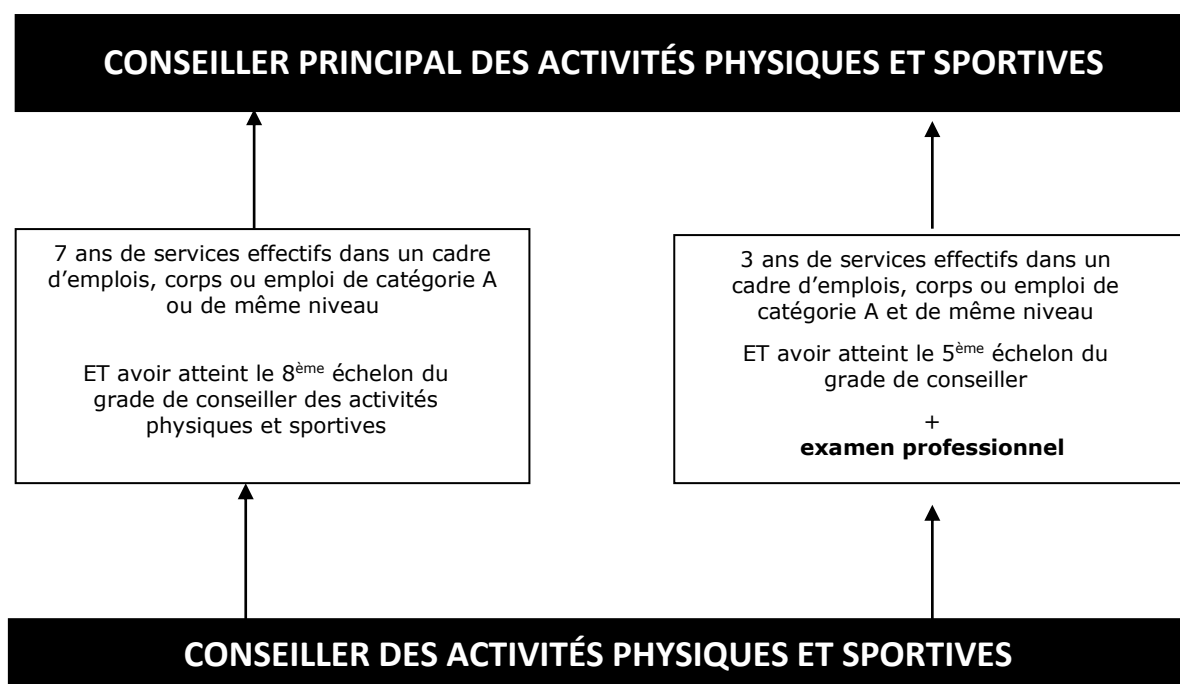 CONSEILLER PRINCIPAL DES ACTIVITÉS PHYSIQUES ET SPORTIVES
7 ans de services effectifs dans un cadre
d’emplois, corps ou emploi de catégorie A
ou de même niveau
ET avoir atteint le 8ème échelon du
grade de conseiller des activités
physiques et sportives
3 ans de services effectifs dans un
cadre d’emplois, corps ou emploi de
catégorie A et de même niveau
ET avoir atteint le 5ème échelon du
grade de conseiller
+
examen professionnel
CONSEILLER DES ACTIVITÉS PHYSIQUES ET SPORTIVES